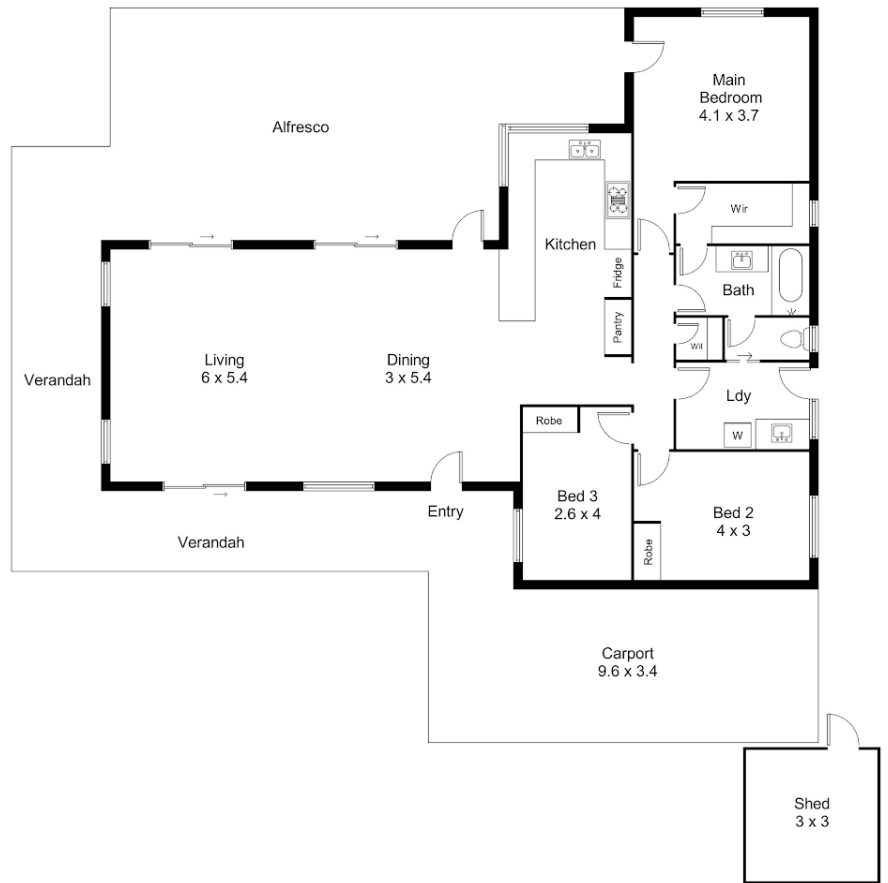 Main
Bedroom
4.1 x 3.7
Alfresco
Wir
Kitchen
Fridge
Bath
Pantry
Wil
Living
6 x 5.4
Dining
3 x 5.4
Verandah
Ldy
W
Robe
Bed 3
2.6 x 4
Entry
Bed 2
4 x 3
Verandah
Robe
Carport
9.6 x 3.4
Shed
3 x 3